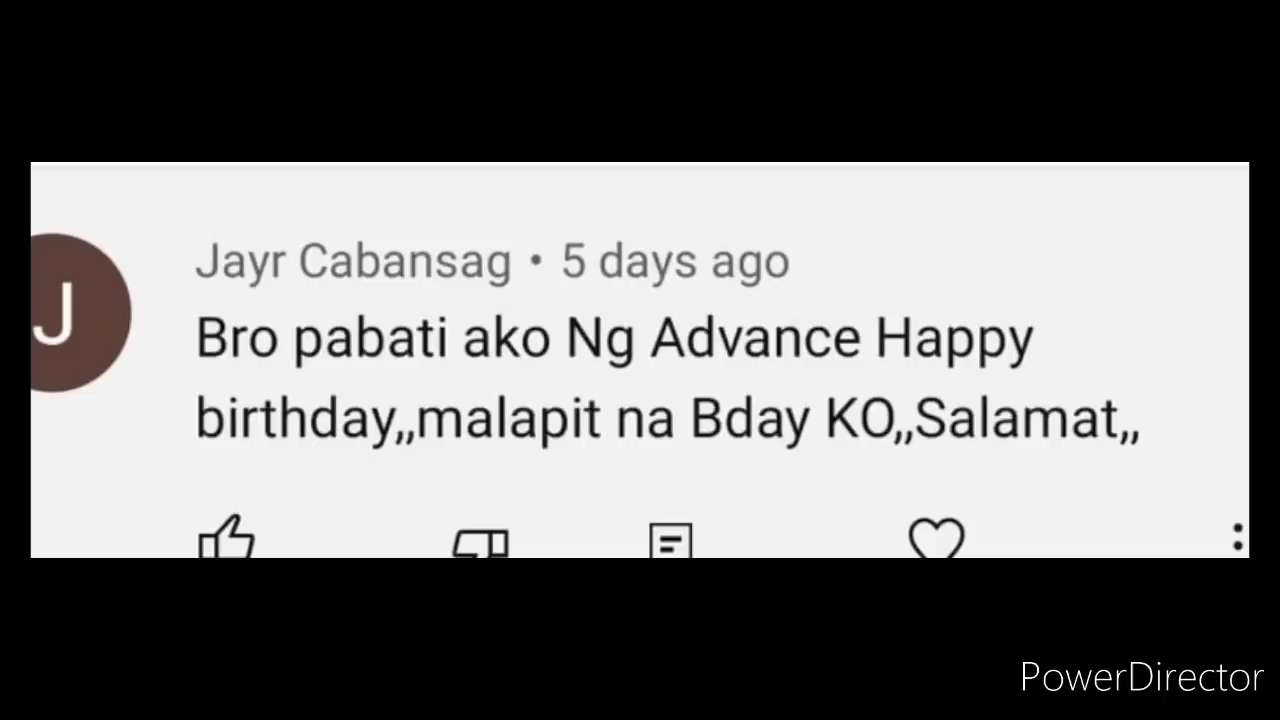 J
Jayr Cabansag • 5 days ago
Bro pabati ako Ng Advance Happy
birthday,,malapit na Bday KO,,Salamat,,
PowerDirector